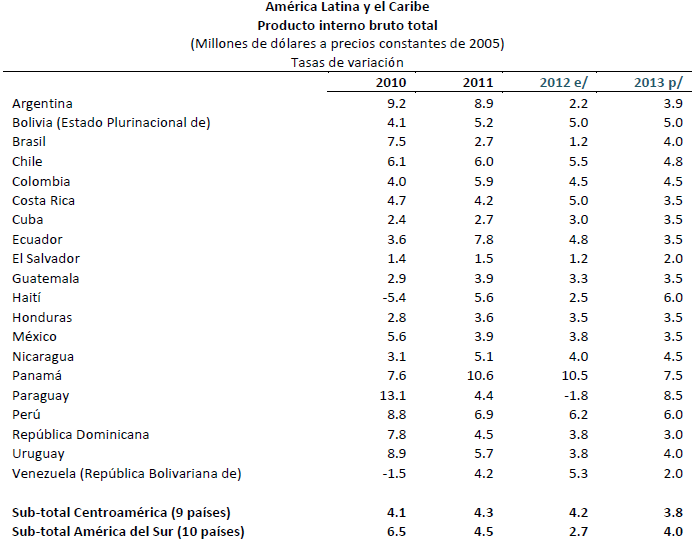 América Latina y el Caribe
Producto interno bruto total
(Millones de dólares a precios constantes de 2005)
Tasas de variación
2010 2011 2012 e/ 2013 p/
Argentina 9.2 8.9 2.2 3.9
Bolivia (Estado Plurinacional de) 4.1 5.2 5.0 5.0
Brasil 7.5 2.7 1.2 4.0
Chile 6.1 6.0 5.5 4.8
Colombia 4.0 5.9 4.5 4.5
Costa Rica 4.7 4.2 5.0 3.5
Cuba 2.4 2.7 3.0 3.5
Ecuador 3.6 7.8 4.8 3.5
El Salvador 1.4 1.5 1.2 2.0
Guatemala 2.9 3.9 3.3 3.5
Haití -5.4 5.6 2.5 6.0
Honduras 2.8 3.6 3.5 3.5
México 5.6 3.9 3.8 3.5
Nicaragua 3.1 5.1 4.0 4.5
Panamá 7.6 10.6 10.5 7.5
Paraguay 13.1 4.4 -1.8 8.5
Perú 8.8 6.9 6.2 6.0
República Dominicana 7.8 4.5 3.8 3.0
Uruguay 8.9 5.7 3.8 4.0
Venezuela (República Bolivariana de) -1.5 4.2 5.3 2.0
Sub-total Centroamérica (9 países) 4.1 4.3 4.2 3.8
Sub-total América del Sur (10 países) 6.5 4.5 2.7 4.0